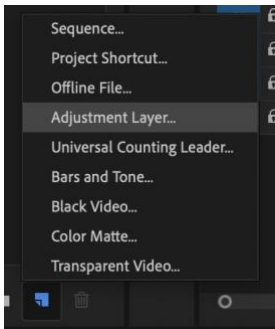 Sequence...
Project Shortcut...
Offline File...
Adjustment Layer...
Universal Counting Leader...
Bars and Tone...
Black Video...
Color Matte...
Transparent Video...